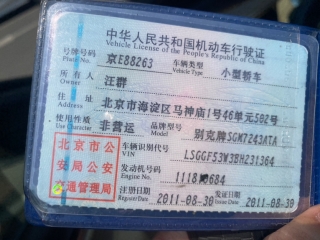 中华人民共和国机动车行驶证
Vehicle License of the People's Republic of China
号牌号码 京E88263 车辆类型 小型轿车
Plate No. Vehicle Type
所有人 汪群
Owner
住址 北京市海淀区马神庙1号46单元502号
Address
使用性质 非营运 品牌型号 别克牌SGM7243ATA
Use Character Model
北京市公安局公安交通管理局
车辆识别代号 LSGGF53W3BH231364
VIN
发动机号码
Engine No.
注册日期 2011-08-30 发证日期 2011-08-30
Register Date Issue Date